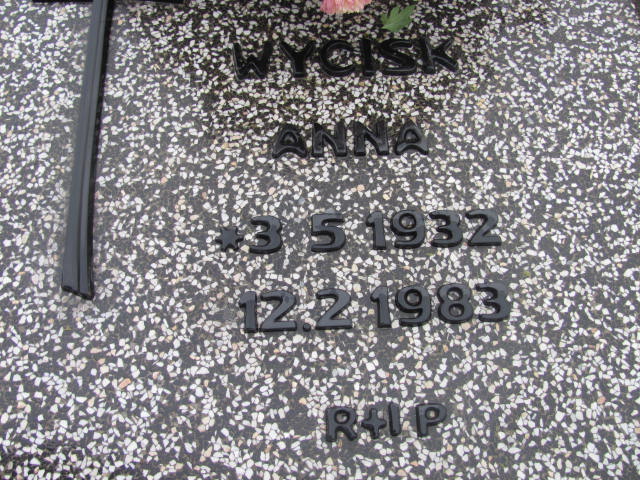 WYCISK
ANNA
*3 5 1932
12.2 1983
R+I P